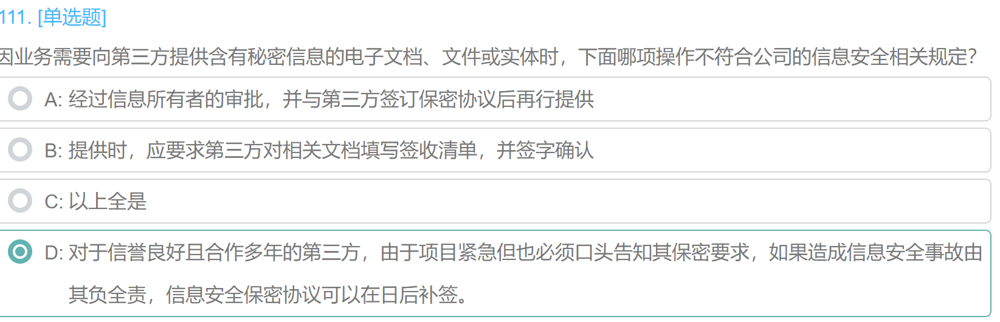 111. [单选题]
因业务需要向第三方提供含有秘密信息的电子文档、文件或实体时，下面哪项操作不符合公司的信息安全相关规定？
A: 经过信息所有者的审批，并与第三方签订保密协议后再行提供
B: 提供时，应要求第三方对相关文档填写签收清单，并签字确认
C: 以上全是
D: 对于信誉良好且合作多年的第三方，由于项目紧急但也必须口头告知其保密要求，如果造成信息安全事故由
其负全责，信息安全保密协议可以在日后补签。